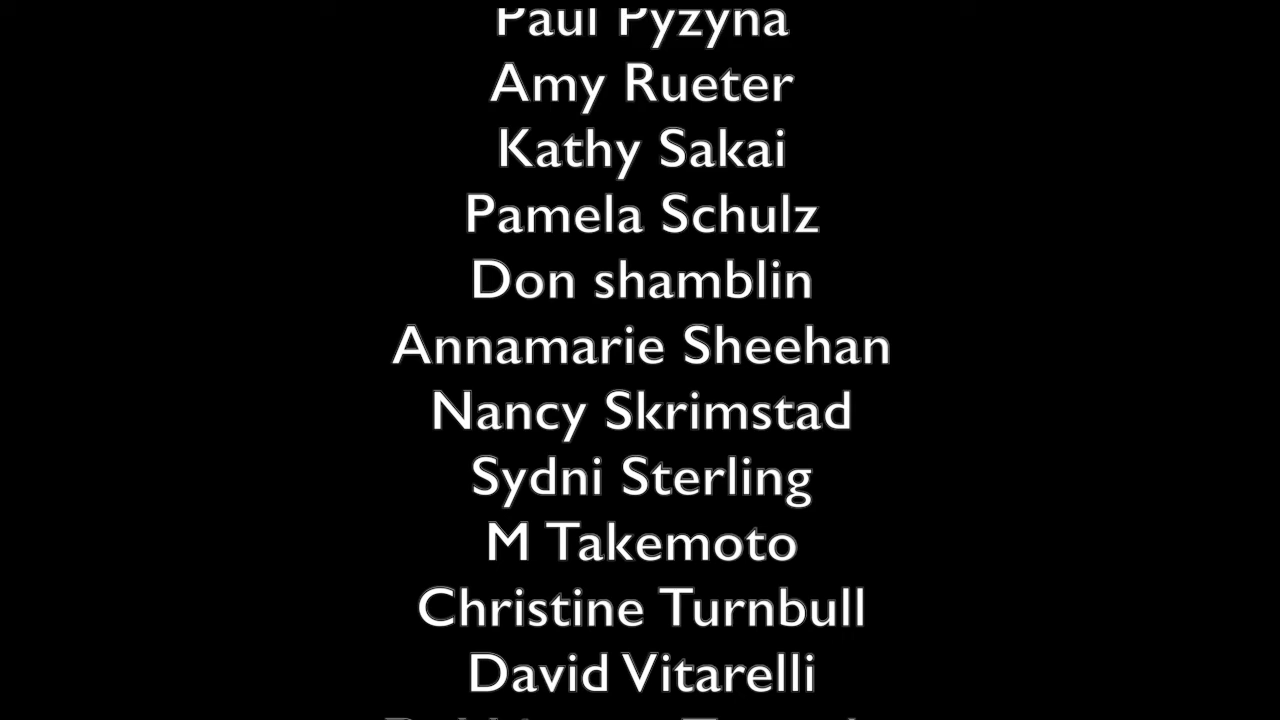 Paul Pyzyna
Amy Rueter
Kathy Sakai
Pamela Schulz
Don shamblin
Annamarie Sheehan
Nancy Skrimstad
Sydni Sterling
M Takemoto
Christine Turnbull
David Vitarelli